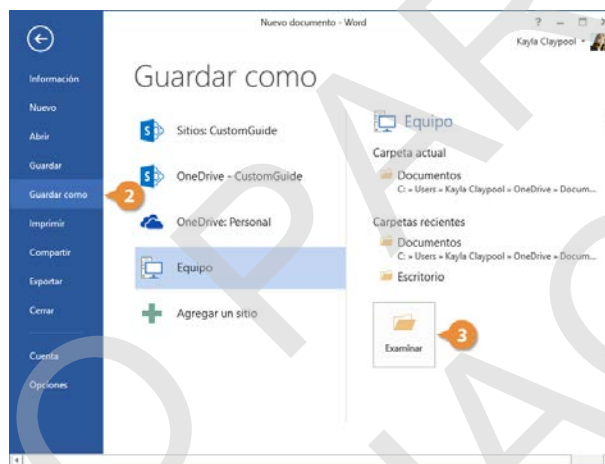 Nuevo documento - Word
Kayla Claypool
Información
Nuevo
Abrir
Guardar
Guardar como
Imprimir
Compartir
Exportar
Cerrar
Cuenta
Opciones
2
Guardar como
Sitios: CustomGuide
OneDrive - CustomGuide
OneDrive: Personal
Equipo
Agregar un sitio
Equipo
Carpeta actual
Documentos
C: » Users » Kayla Claypool » OneDrive » Docum...
Carpetas recientes
Documentos
C: » Users » Kayla Claypool » OneDrive » Docum...
Escritorio
Examinar
3